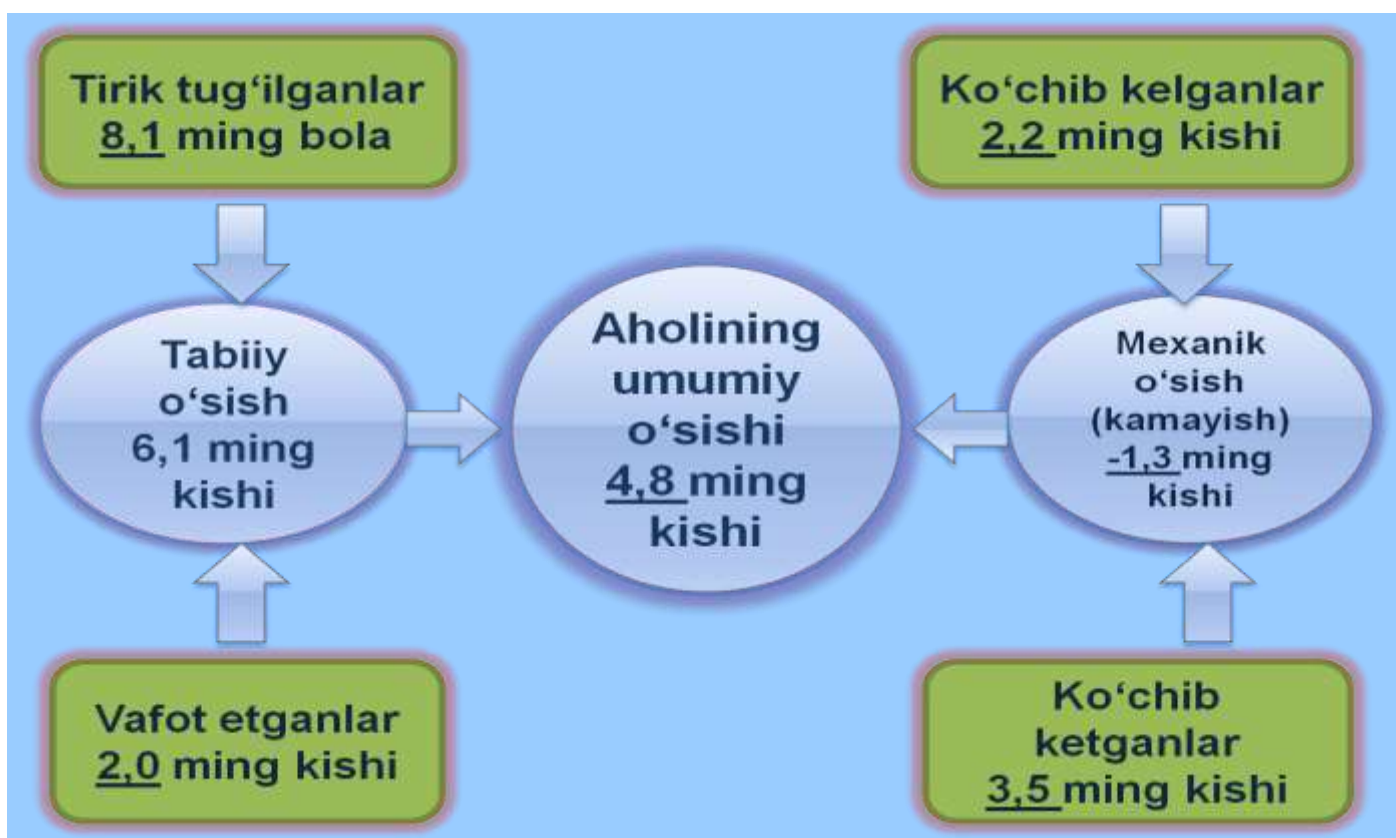 Tirik tug‘ilganlar
8,1 ming bola
Ko‘chib kelganlar
2,2 ming kishi
Tabiiy
o‘sish
6,1 ming
kishi
Aholining
umumiy
o‘sishi
4,8 ming
kishi
Mexanik
o‘sish
(kamayish)
-1,3 ming
kishi
Vafot etganlar
2,0 ming kishi
Ko‘chib
ketganlar
3,5 ming kishi